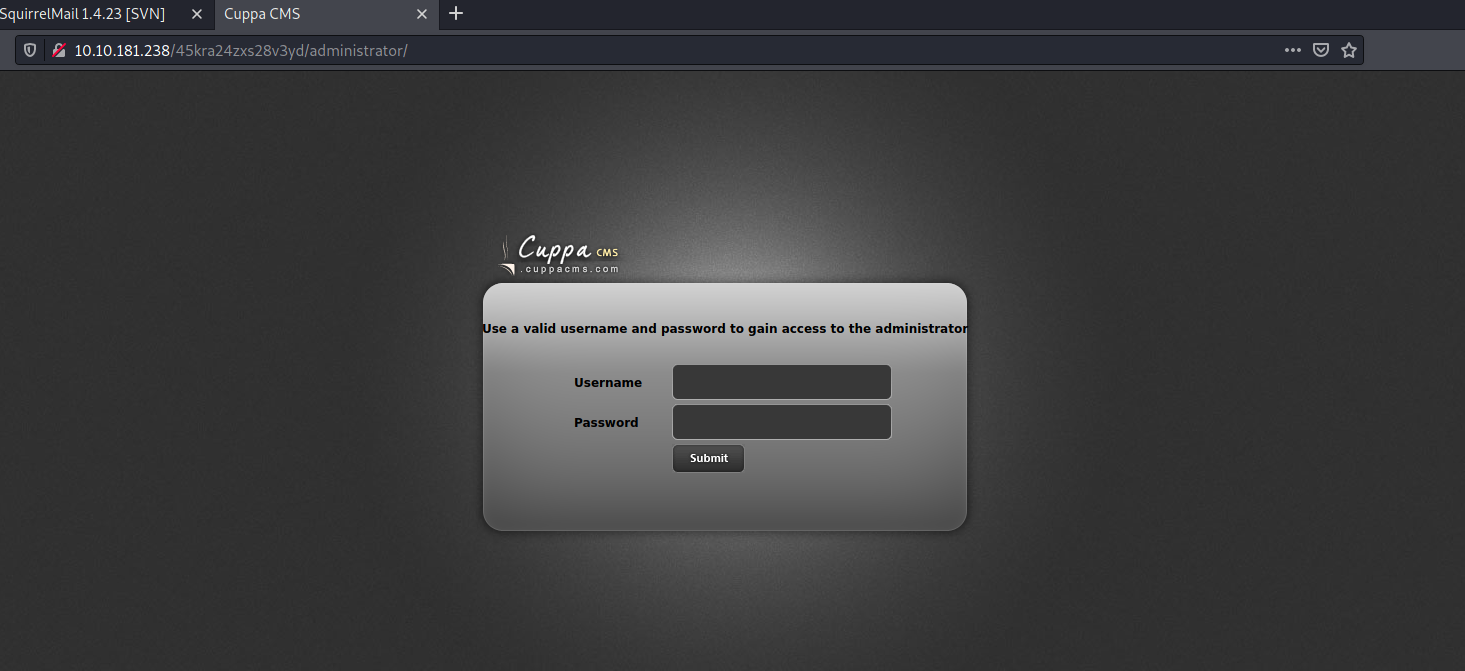 SquirrelMail 1.4.23 [SVN]
Cuppa CMS
10.10.181.238/45kra24zxs28v3yd/administrator/
Cuppa CMS
.cuppacms.com
Use a valid username and password to gain access to the administrator
Username
Password
Submit